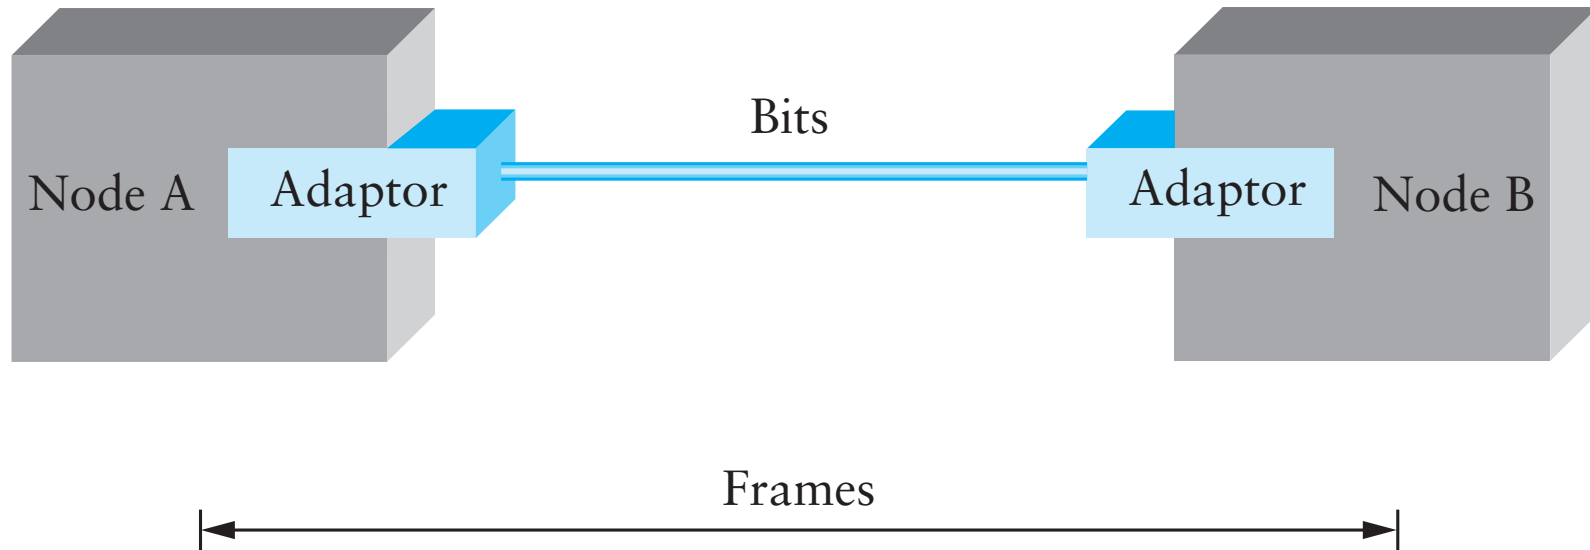 Bits
Node A
Adaptor
Adaptor
Node B
Frames